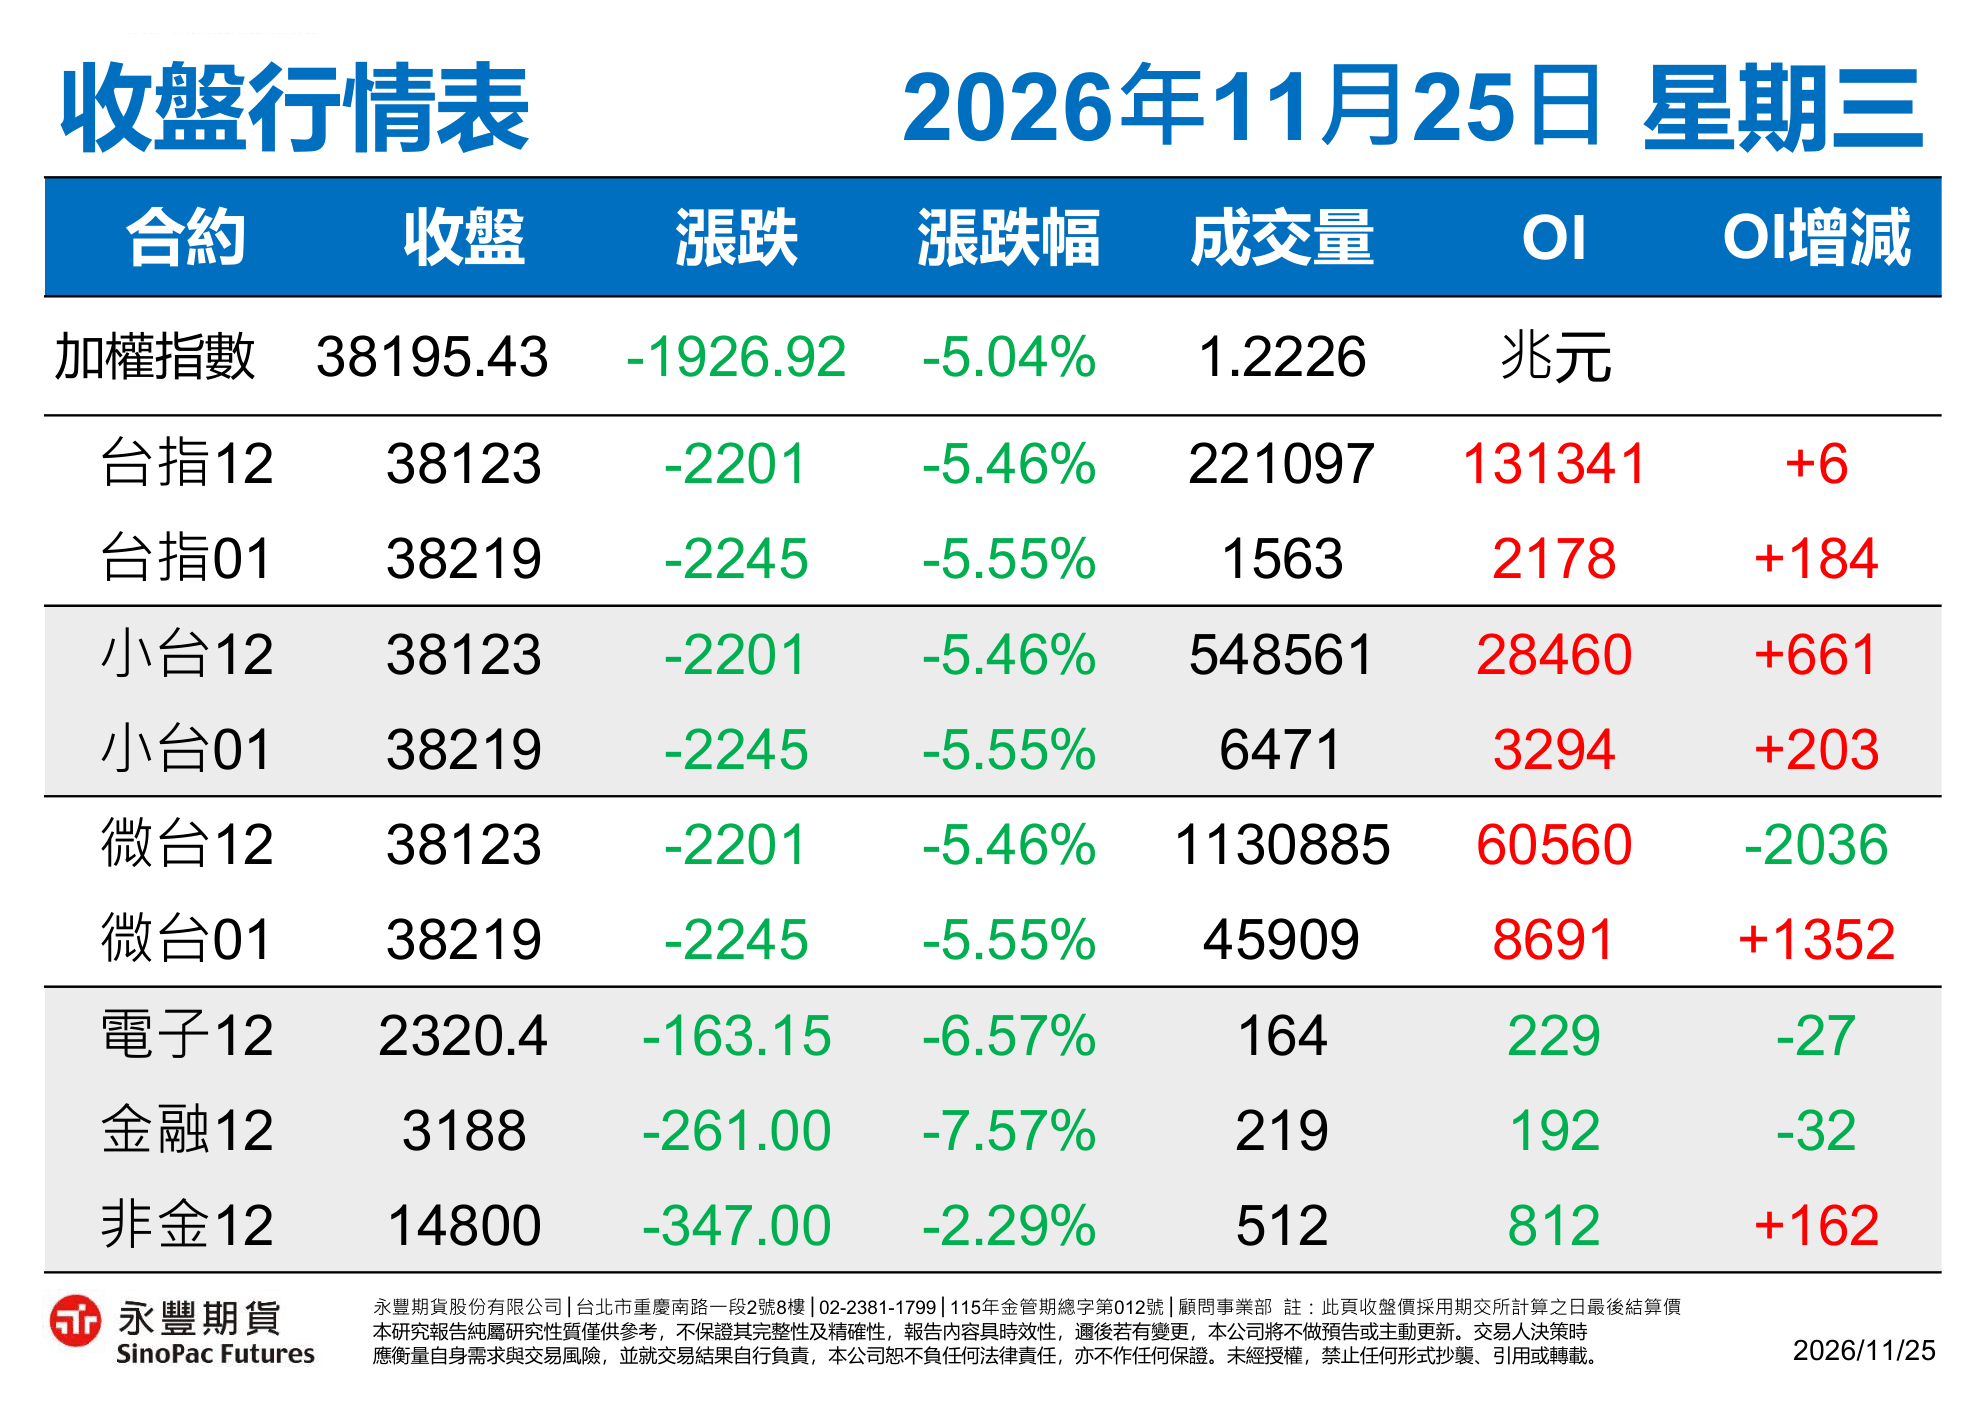 收盤行情表 2026年11月25日 星期三
合約 收盤 漲跌 漲跌幅 成交量 OI OI增減
加權指數 38195.43 -1926.92 -5.04% 1.2226 兆元
台指12 38123 -2201 -5.46% 221097 131341 +6
台指01 38219 -2245 -5.55% 1563 2178 +184
小台12 38123 -2201 -5.46% 548561 28460 +661
小台01 38219 -2245 -5.55% 6471 3294 +203
微台12 38123 -2201 -5.46% 1130885 60560 -2036
微台01 38219 -2245 -5.55% 45909 8691 +1352
電子12 2320.4 -163.15 -6.57% 164 229 -27
金融12 3188 -261.00 -7.57% 219 192 -32
非金12 14800 -347.00 -2.29% 512 812 +162
永豐期貨
SinoPac Futures
永豐期貨股份有限公司|台北市重慶南路一段2號8樓|02-2381-1799|115年金管期總字第012號|顧問事業部 註：此頁收盤價採用期交所計算之日最後結算價
本研究報告純屬研究性質僅供參考，不保證其完整性及精確性，報告內容具時效性，邇後若有變更，本公司將不做預告或主動更新。交易人決策時
應衡量自身需求與交易風險，並就交易結果自行負責，本公司恕不負任何法律責任，亦不作任何保證。未經授權，禁止任何形式抄襲、引用或轉載。
2026/11/25